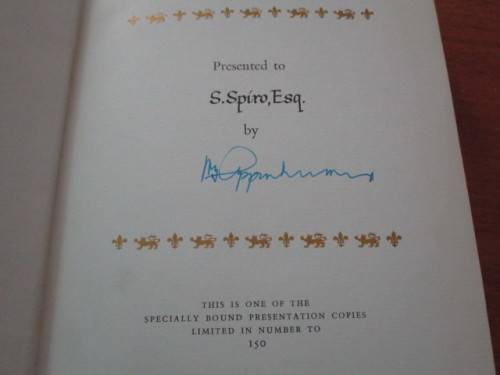 Presented to
S. Spiro, Esq.
by
THIS IS ONE OF THE
SPECIALLY BOUND PRESENTATION COPIES
LIMITED IN NUMBER TO
150